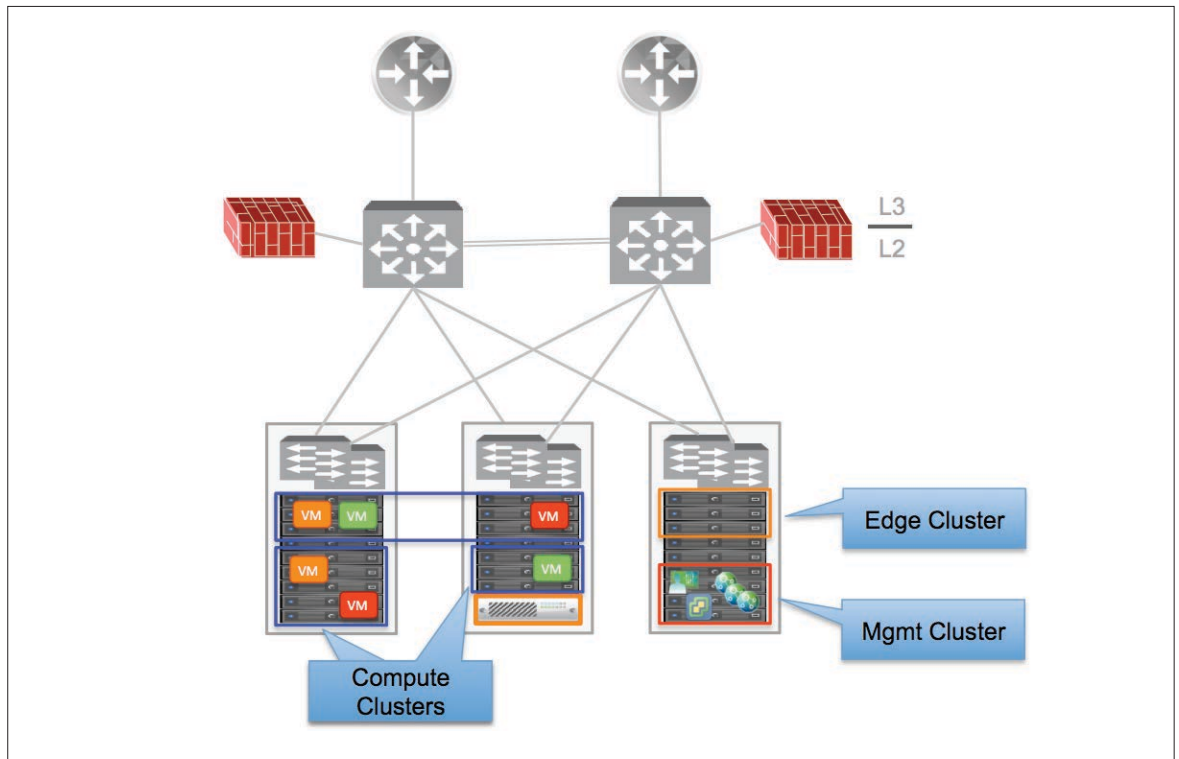 L3
L2
VM
VM
VM
VM
VM
VM
Edge Cluster
Mgmt Cluster
Compute
Clusters